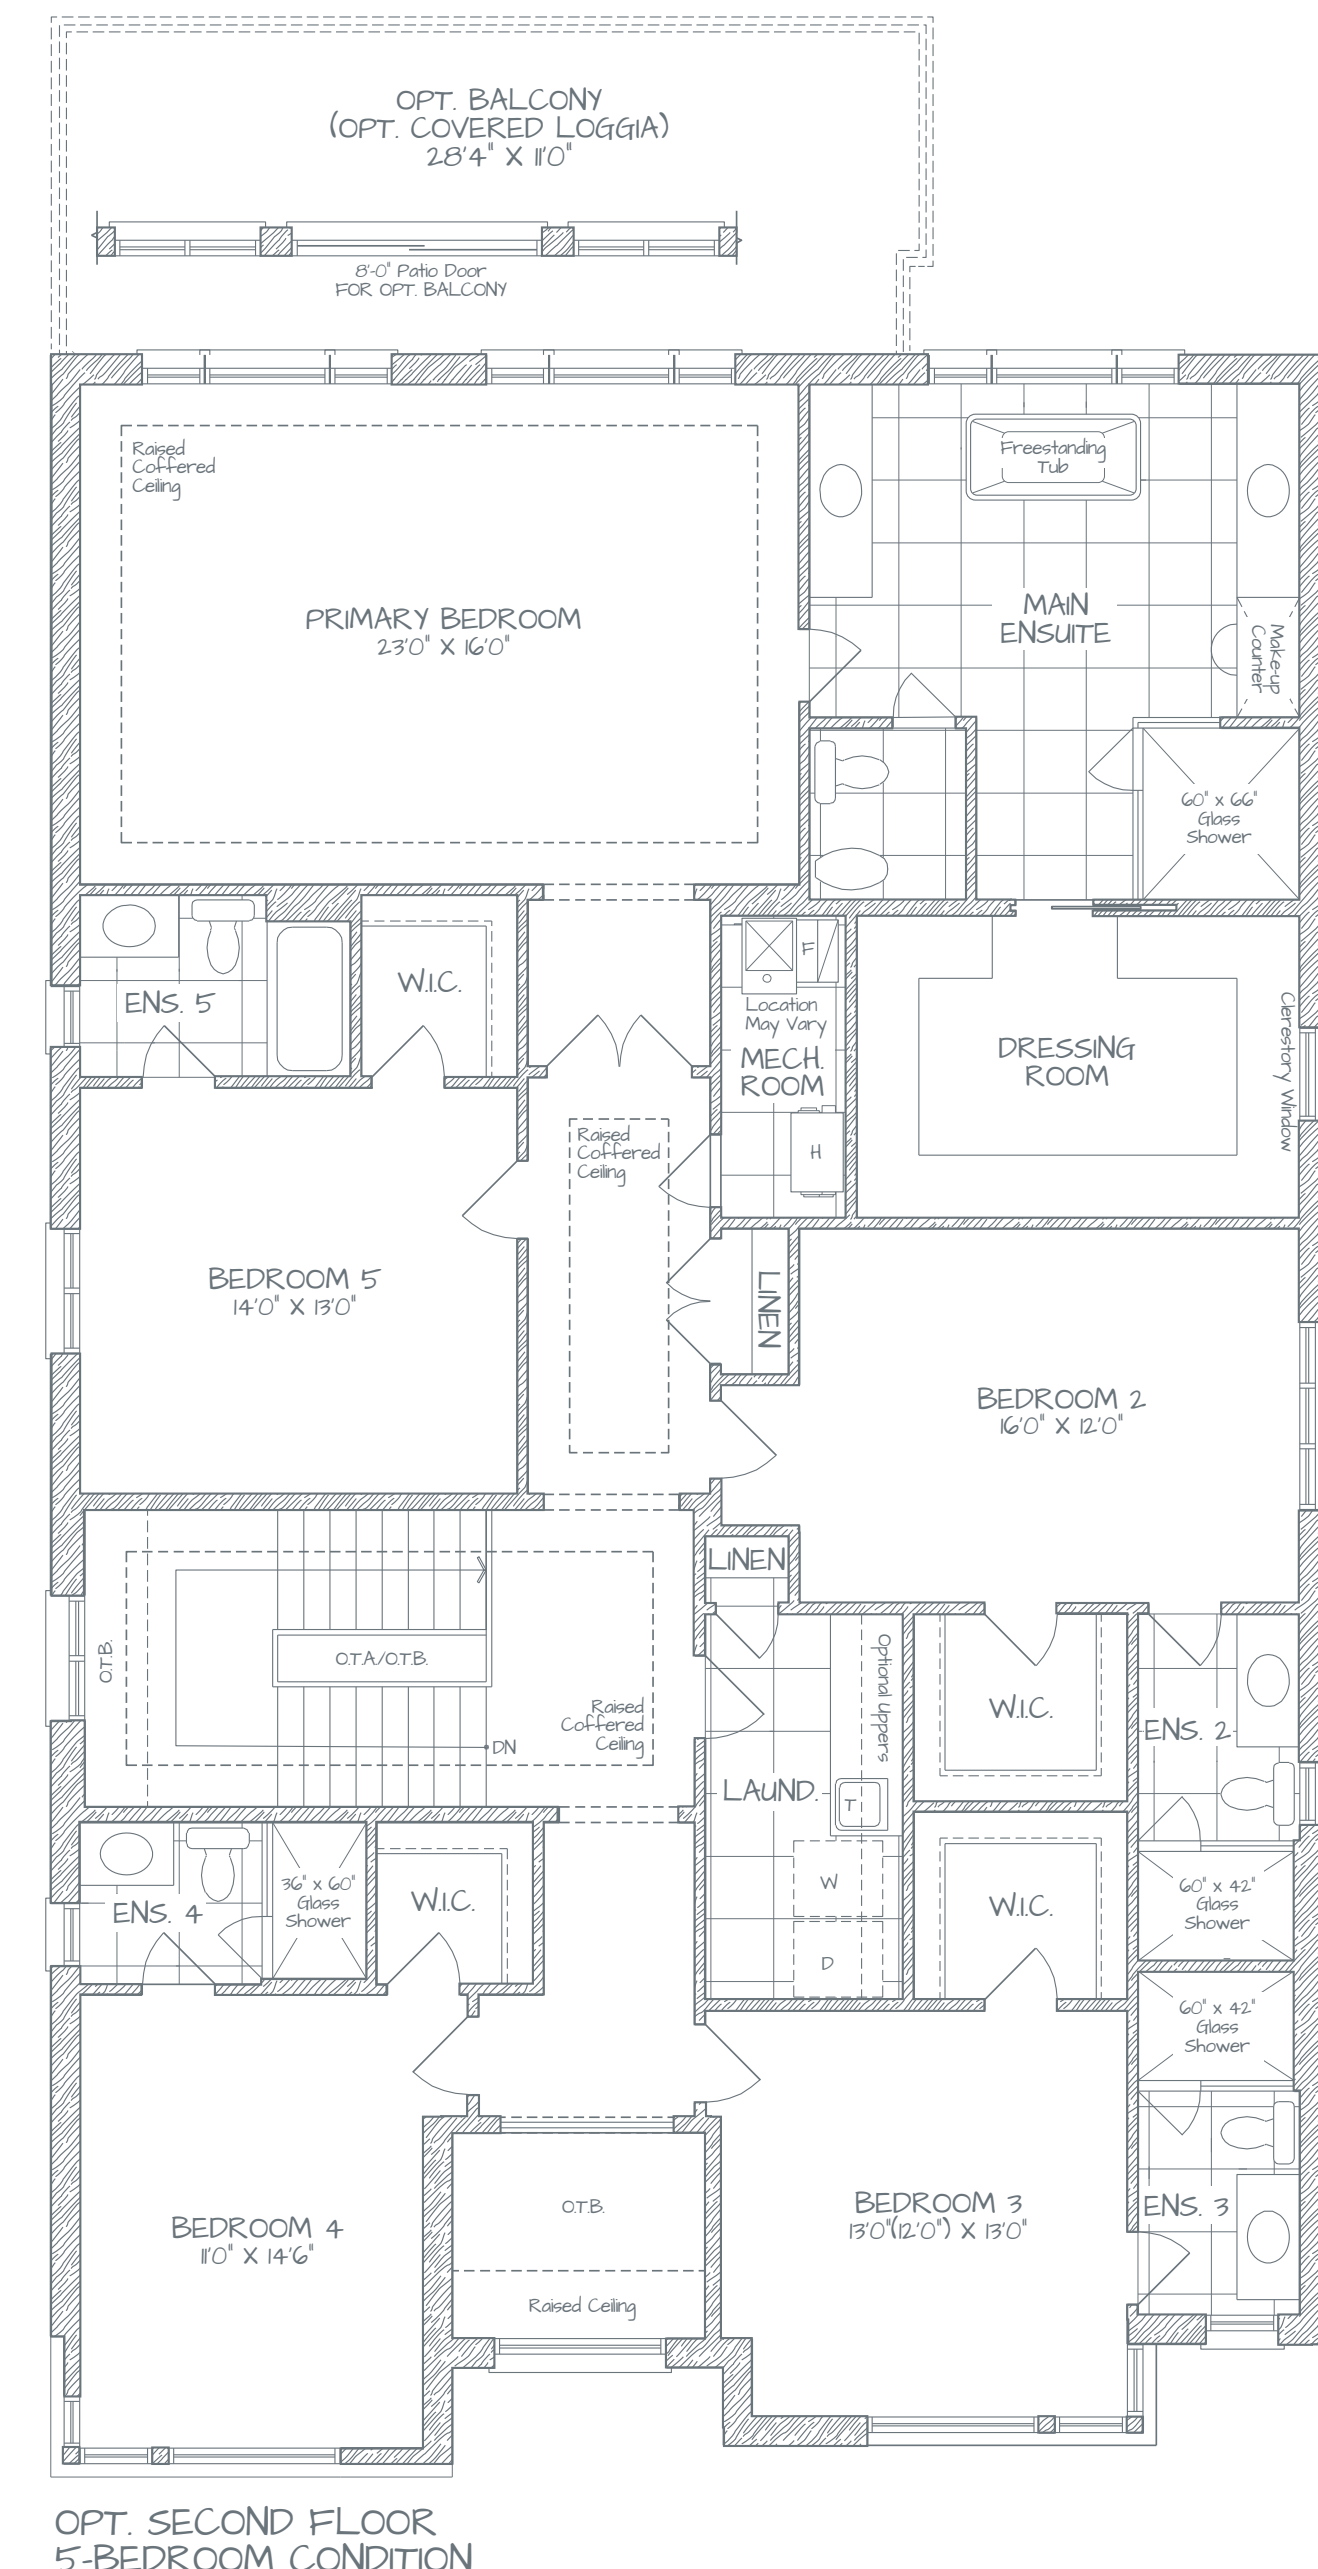 OPT. BALCONY
(OPT. COVERED LOGGIA)
28'4" X 11'0"
8'-0" Patio Door
FOR OPT. BALCONY
Raised
Coffered
Ceiling
PRIMARY BEDROOM
23'0" X 16'0"
Freestanding
Tub
MAIN
ENSUITE
Make-up
Counter
60" x 66"
Glass
Shower
ENS. 5
W.I.C.
F
Location
May Vary
MECH.
ROOM
H
DRESSING
ROOM
Clerestory Window
Raised
Coffered
Ceiling
BEDROOM 5
14'0" X 13'0"
LINEN
BEDROOM 2
16'0" X 12'0"
LINEN
O.T.B.
O.T.A./O.T.B.
Raised
Coffered
Ceiling
DN
Optional Uppers
LAUND.
T
W
D
W.I.C.
ENS. 2
60" x 42"
Glass
Shower
ENS. 4
36" x 60"
Glass
Shower
W.I.C.
W.I.C.
60" x 42"
Glass
Shower
ENS. 3
BEDROOM 3
13'0"(12'0") X 13'0"
O.T.B.
Raised Ceiling
BEDROOM 4
11'0" X 14'6"
OPT. SECOND FLOOR
5-BEDROOM CONDITION